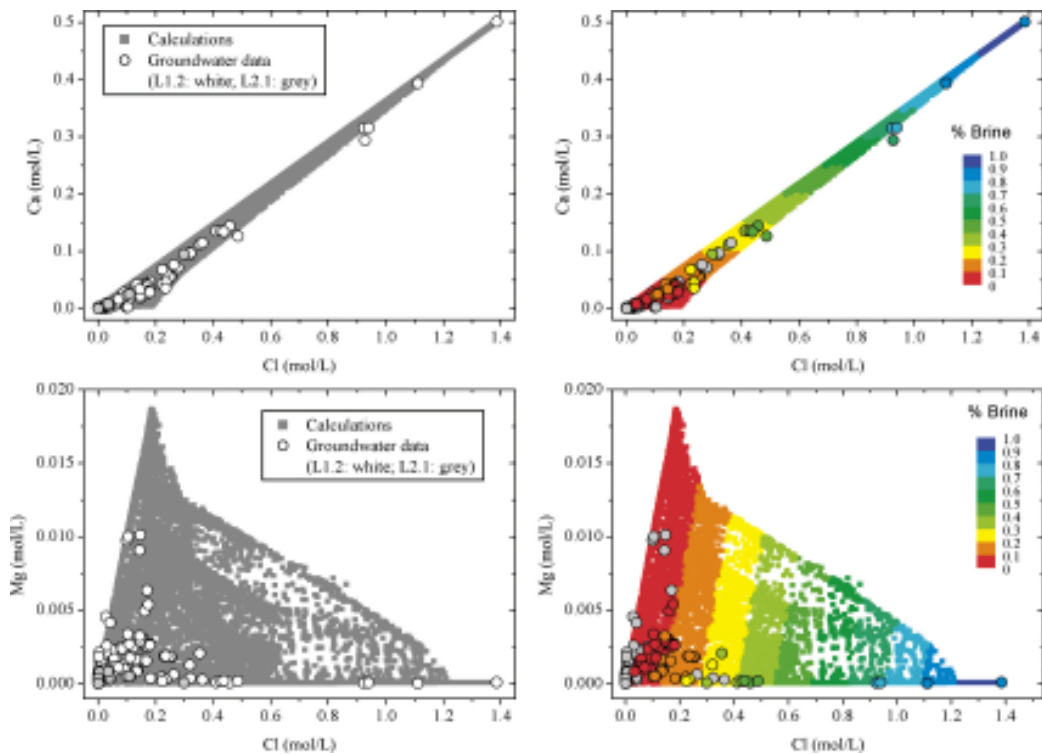 0.5
0.4
0.3
0.2
0.1
0.0
Ca (mol/L)
Calculations
Groundwater data
(L1.2: white; L2.1: grey)
0.0 0.2 0.4 0.6 0.8 1.0 1.2 1.4
Cl (mol/L)
0.5
0.4
0.3
0.2
0.1
0.0
Ca (mol/L)
% Brine
1.0
0.9
0.8
0.7
0.6
0.5
0.4
0.3
0.2
0.1
0
0.0 0.2 0.4 0.6 0.8 1.0 1.2 1.4
Cl (mol/L)
0.020
0.015
0.010
0.005
0.000
Mg (mol/L)
Calculations
Groundwater data
(L1.2: white; L2.1: grey)
0.0 0.2 0.4 0.6 0.8 1.0 1.2 1.4
Cl (mol/L)
0.020
0.015
0.010
0.005
0.000
Mg (mol/L)
% Brine
1.0
0.9
0.8
0.7
0.6
0.5
0.4
0.3
0.2
0.1
0
0.0 0.2 0.4 0.6 0.8 1.0 1.2 1.4
Cl (mol/L)